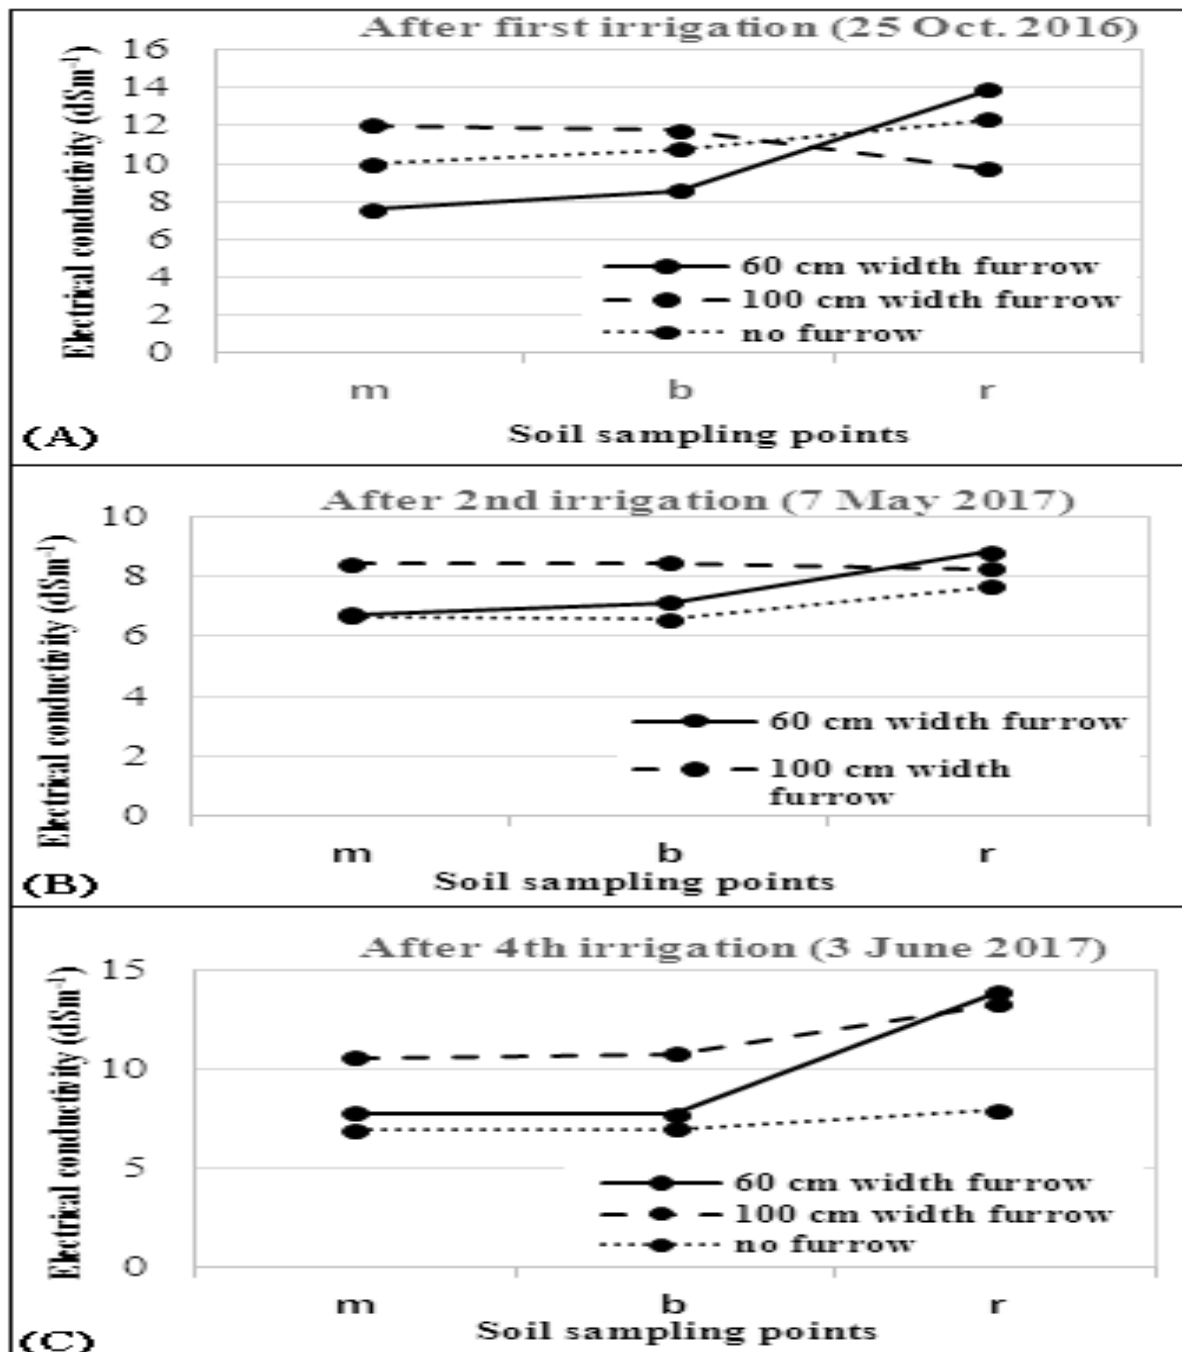 After first irrigation (25 Oct. 2016)
Electrical conductivity (dSm⁻¹)
16
14
12
10
8
6
4
2
0
60 cm width furrow
100 cm width furrow
no furrow
m b r
(A)
Soil sampling points
After 2nd irrigation (7 May 2017)
Electrical conductivity (dSm⁻¹)
10
8
6
4
2
0
60 cm width furrow
100 cm width
furrow
m b r
(B)
Soil sampling points
After 4th irrigation (3 June 2017)
Electrical conductivity (dSm⁻¹)
15
10
5
0
60 cm width furrow
100 cm width furrow
no furrow
m b r
(C)
Soil sampling points